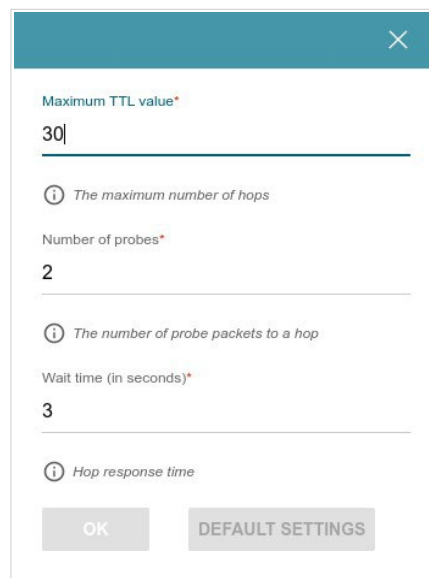 Maximum TTL value*
30
The maximum number of hops
Number of probes*
2
The number of probe packets to a hop
Wait time (in seconds)*
3
Hop response time
OK DEFAULT SETTINGS